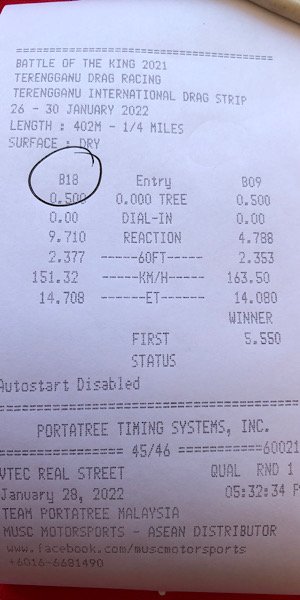 BATTLE OF THE KING 2021
TERENGGANU DRAG RACING
TERENGGANU INTERNATIONAL DRAG STRIP
26 - 30 JANUARY 2022
LENGTH : 402M - 1/4 MILES
SURFACE : DRY
B18 Entry B09
0.500 0.000 TREE 0.500
0.00 DIAL-IN 0.00
9.710 REACTION 4.788
2.377 -----60FT----- 2.353
151.32 -----KM/H----- 163.50
14.708 ------ET------ 14.080
WINNER
FIRST 5.550
STATUS
Autostart Disabled
PORTATREE TIMING SYSTEMS, INC.
45/46 60021
VTEC REAL STREET QUAL RND 1
January 28, 2022 05:32:34 P
TEAM PORTATREE MALAYSIA
MUSC MOTORSPORTS - ASEAN DISTRIBUTOR
www.facebook.com/muscmotorsports
+6016-6681490